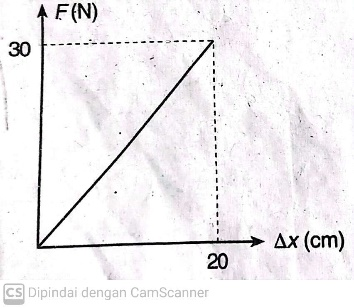 F (N)
30
Δx (cm)
20
CS Dipindai dengan CamScanner